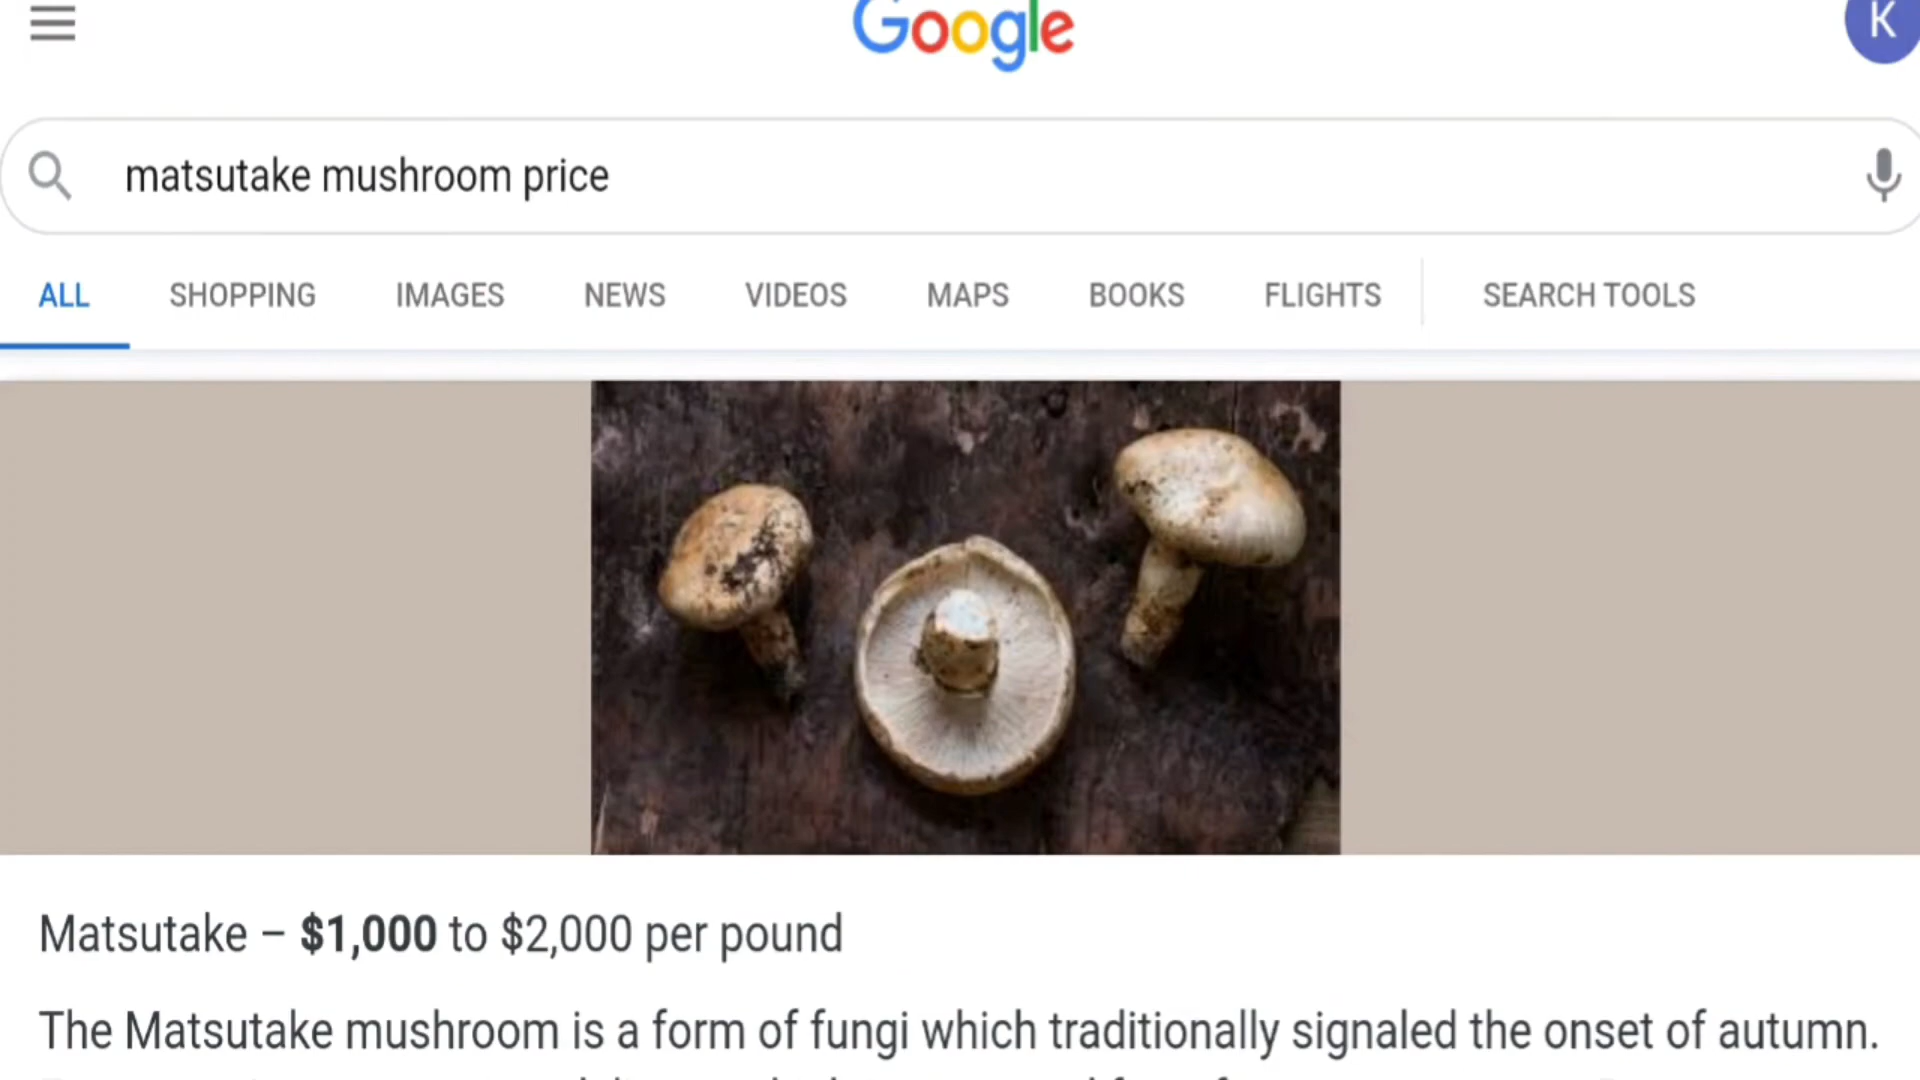 Google
K
matsutake mushroom price
ALL SHOPPING IMAGES NEWS VIDEOS MAPS BOOKS FLIGHTS SEARCH TOOLS
Matsutake – $1,000 to $2,000 per pound
The Matsutake mushroom is a form of fungi which traditionally signaled the onset of autumn.